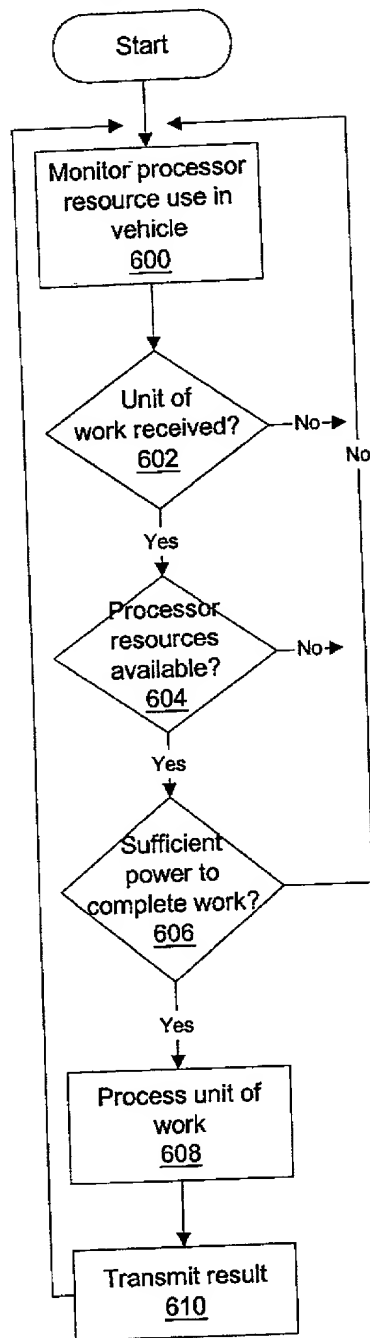 Start
Monitor processor
resource use in
vehicle
600
Unit of
work received?
602
No
No
Yes
Processor
resources
available?
604
No
Yes
Sufficient
power to
complete work?
606
Yes
Process unit of
work
608
Transmit result
610